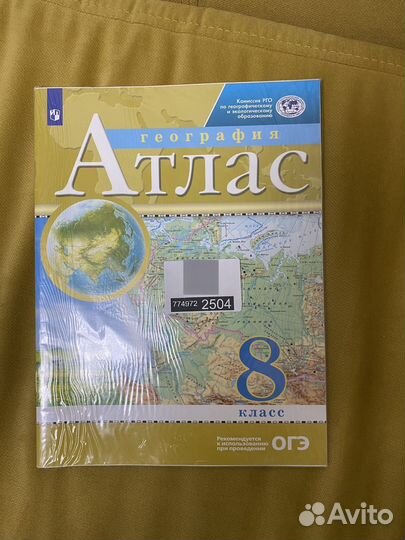 Комиссия РГО
по географическому
и экологическому
образованию
география
Атлас
774972 2504
8
класс
Рекомендуется
к использованию
при проведении
ОГЭ
Avito